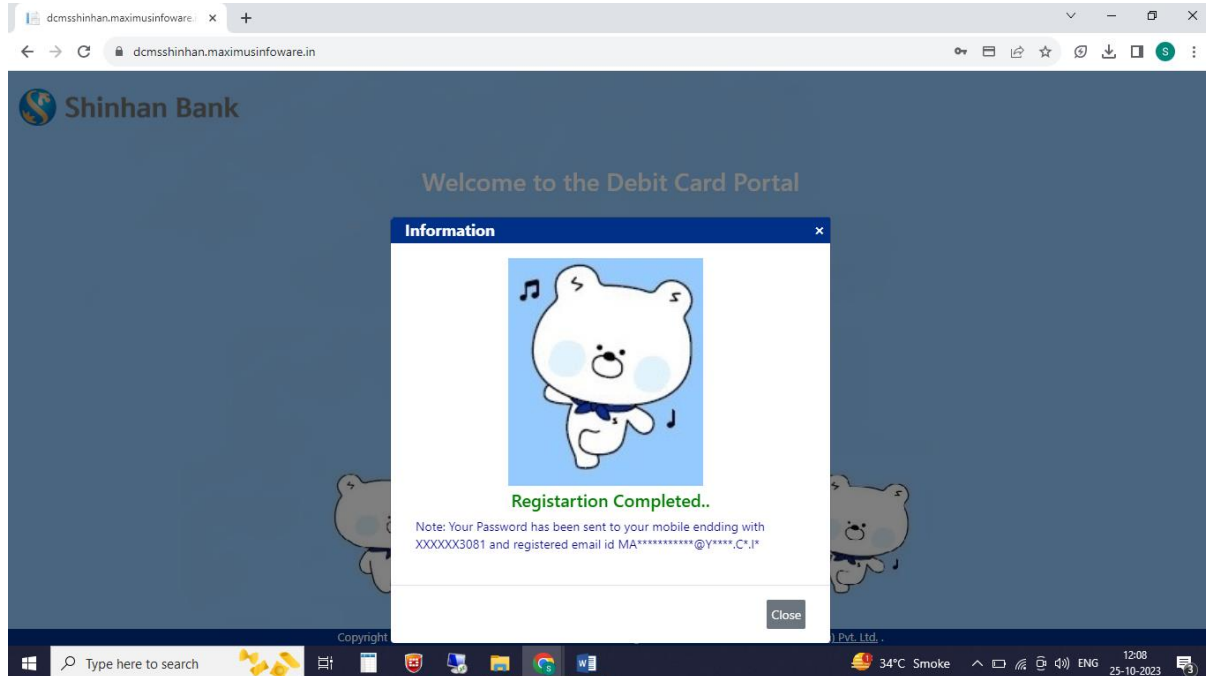 dcmsshinhan.maximusinfoware.
dcmsshinhan.maximusinfoware.in
S
Shinhan Bank
Welcome to the Debit Card Portal
Information
Registartion Completed..
Note: Your Password has been sent to your mobile endding with
XXXXXX3081 and registered email id MA***********@Y****.C*.I*
Close
Copyright
) Pvt. Ltd, .
Type here to search
34°C Smoke
ENG
12:08
25-10-2023
3